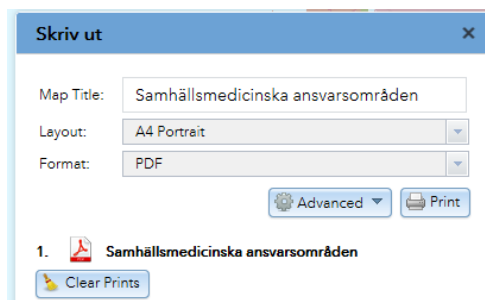 Skriv ut
Map Title: Samhällsmedicinska ansvarsområden
Layout: A4 Portrait
Format: PDF
Advanced Print
1. Samhällsmedicinska ansvarsområden
Clear Prints